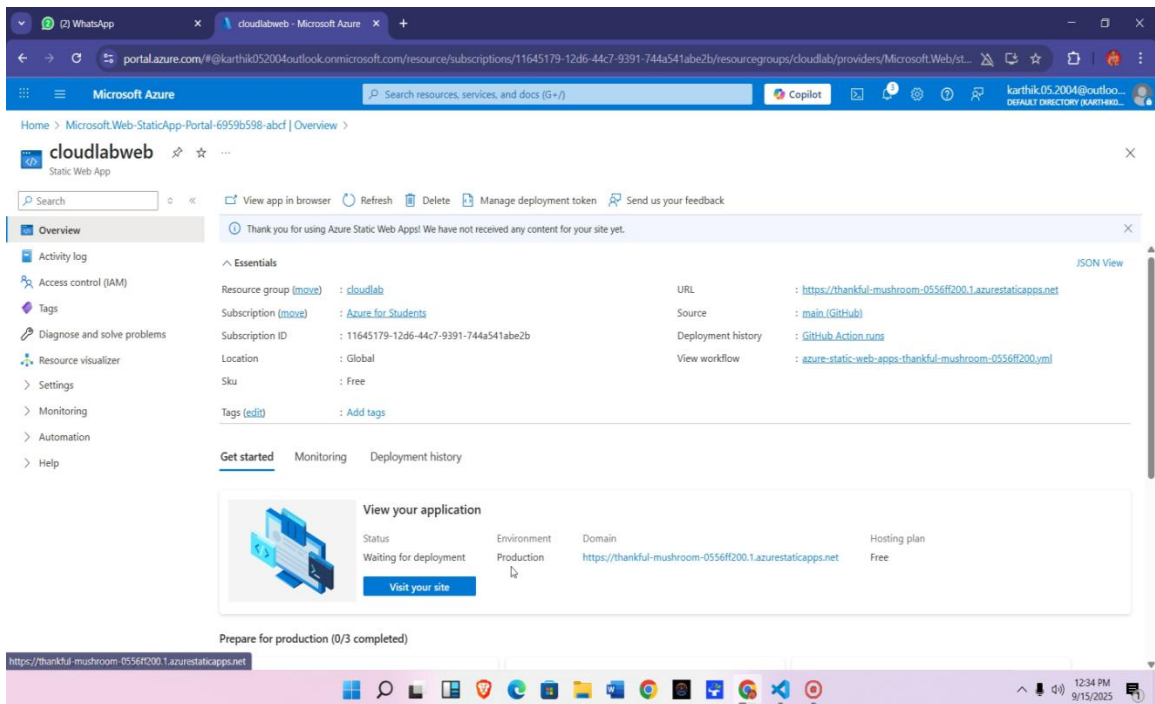 (2) WhatsApp
cloudlabweb - Microsoft Azure
portal.azure.com/#@karthik052004outlook.onmicrosoft.com/resource/subscriptions/11645179-12d6-44c7-9391-744a541abe2b/resourcegroups/cloudlab/providers/Microsoft.Web/st...
Microsoft Azure
Search resources, services, and docs (G+/)
Copilot
3
karthik.05.2004@outloo...
DEFAULT DIRECTORY (KARTHIK0...
Home > Microsoft.Web-StaticApp-Portal-6959b598-abcf | Overview >
cloudlabweb
Static Web App
Search
View app in browser Refresh Delete Manage deployment token Send us your feedback
Overview
Activity log
Access control (IAM)
Tags
Diagnose and solve problems
Resource visualizer
Settings
Monitoring
Automation
Help
Thank you for using Azure Static Web Apps! We have not received any content for your site yet.
Essentials
JSON View
Resource group (move) : cloudlab
Subscription (move) : Azure for Students
Subscription ID : 11645179-12d6-44c7-9391-744a541abe2b
Location : Global
Sku : Free
Tags (edit) : Add tags
URL : https://thankful-mushroom-0556ff200.1.azurestaticapps.net
Source : main (GitHub)
Deployment history : GitHub Action runs
View workflow : azure-static-web-apps-thankful-mushroom-0556ff200.yml
Get started Monitoring Deployment history
View your application
Status Environment Domain Hosting plan
Waiting for deployment Production https://thankful-mushroom-0556ff200.1.azurestaticapps.net Free
Visit your site
Prepare for production (0/3 completed)
https://thankful-mushroom-0556ff200.1.azurestaticapps.net
12:34 PM
9/15/2025